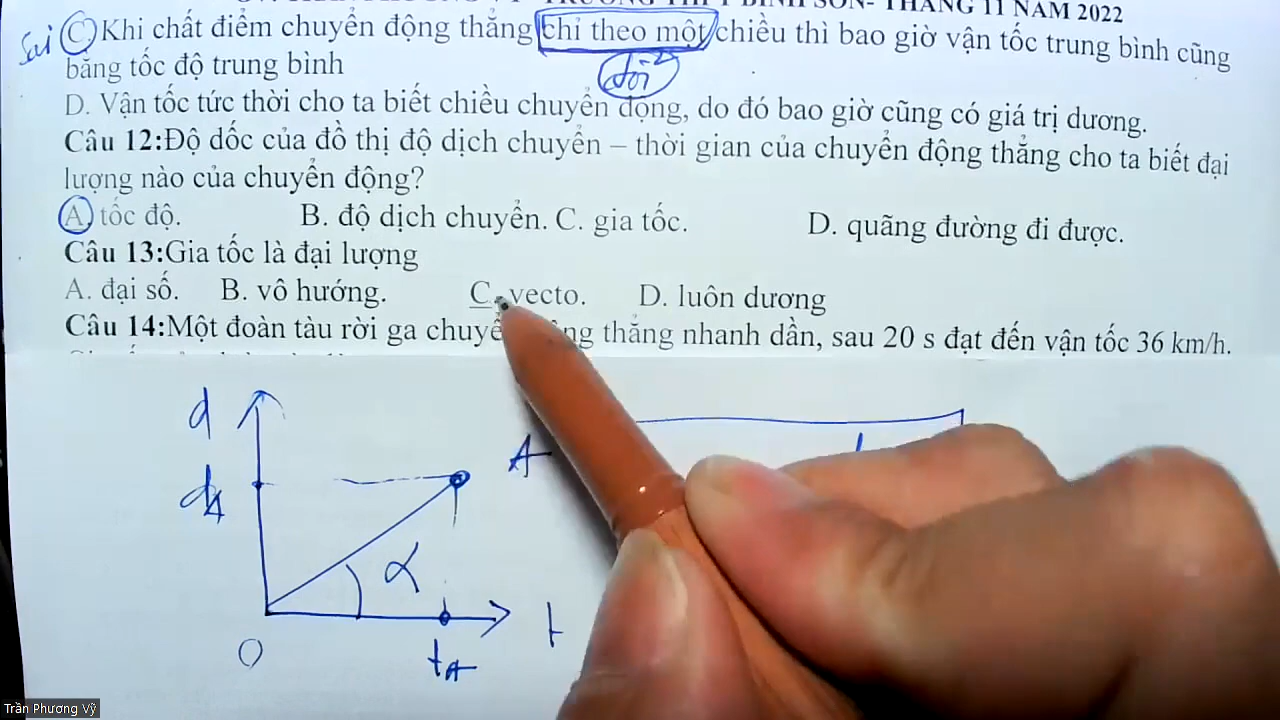 THÁNG 11 NĂM 2022
Sai C. Khi chất điểm chuyển động thẳng chỉ theo một chiều thì bao giờ vận tốc trung bình cũng
bằng tốc độ trung bình
D. Vận tốc tức thời cho ta biết chiều chuyển động, do đó bao giờ cũng có giá trị dương.
Câu 12:Độ dốc của đồ thị độ dịch chuyển – thời gian của chuyển động thẳng cho ta biết đại
lượng nào của chuyển động?
A. tốc độ. B. độ dịch chuyển. C. gia tốc. D. quãng đường đi được.
Câu 13:Gia tốc là đại lượng
A. đại số. B. vô hướng. C. vecto. D. luôn dương
Câu 14:Một đoàn tàu rời ga thẳng nhanh dần, sau 20 s đạt đến vận tốc 36 km/h.
d
A
dA
α
t
O
tA
Trần Phương Vỹ